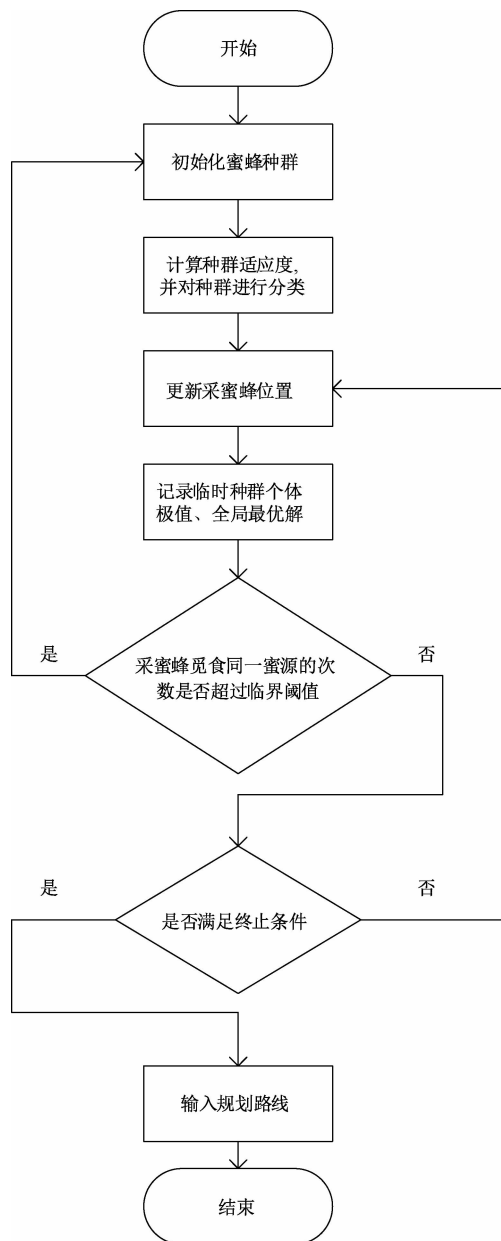 开始
初始化蜜蜂种群
计算种群适应度,
并对种群进行分类
更新采蜜蜂位置
记录临时种群个体
极值、全局最优解
是
否
采蜜蜂觅食同一蜜源的次
数是否超过临界阈值
是
否
是否满足终止条件
输入规划路线
结束